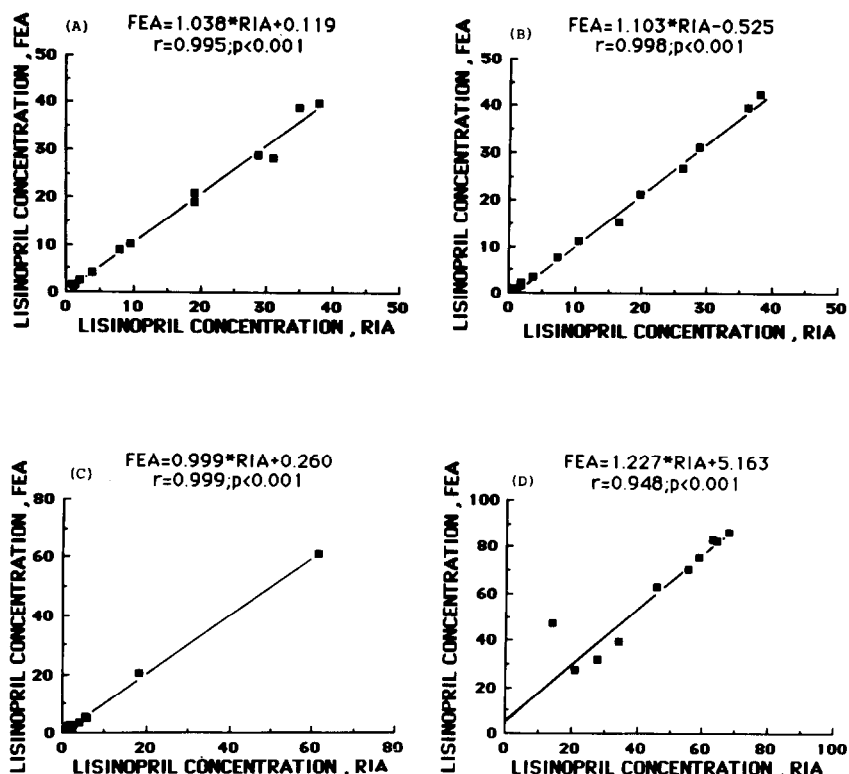 (A) FEA=1.038*RIA+0.119
r=0.995;p<0.001
LISINOPRIL CONCENTRATION , FEA
50
40
30
20
10
0
0 10 20 30 40 50
LISINOPRIL CONCENTRATION , RIA
(B) FEA=1.103*RIA−0.525
r=0.998;p<0.001
LISINOPRIL CONCENTRATION , FEA
50
40
30
20
10
0
0 10 20 30 40 50
LISINOPRIL CONCENTRATION , RIA
(C) FEA=0.999*RIA+0.260
r=0.999;p<0.001
LISINOPRIL CONCENTRATION , FEA
80
60
40
20
0
0 20 40 60 80
LISINOPRIL CONCENTRATION , RIA
(D) FEA=1.227*RIA+5.163
r=0.948;p<0.001
LISINOPRIL CONCENTRATION , FEA
100
80
60
40
20
0
20 40 60 80 100
LISINOPRIL CONCENTRATION , RIA